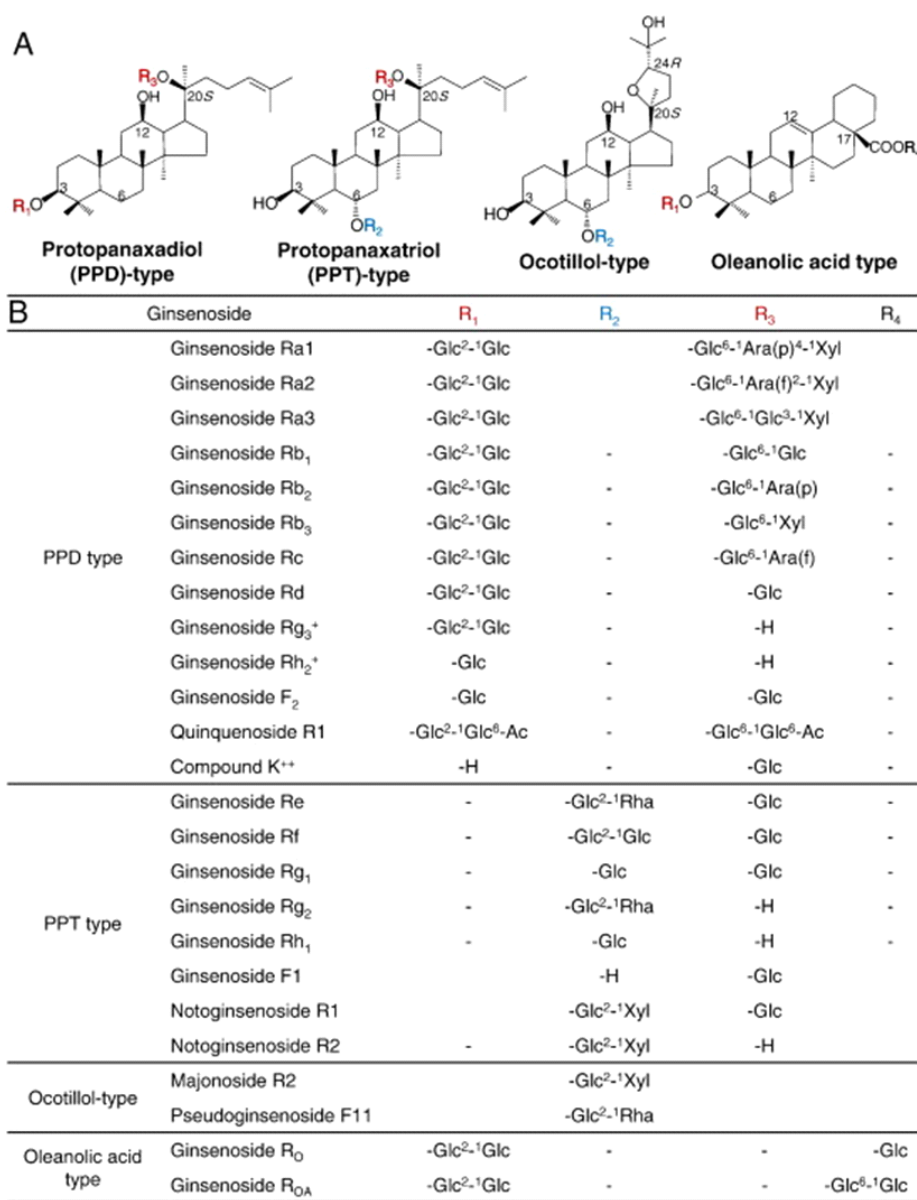 A
R₃O
OH
20S
12
3
6
R₁O
Protopanaxadiol
(PPD)-type
R₃O
OH
20S
12
3
6
HO
OR₂
Protopanaxatriol
(PPT)-type
OH
24R
O
20S
OH
12
3
6
HO
OR₂
Ocotillol-type
12
17
COOR
3
6
R₁O
Oleanolic acid type
B
Ginsenoside R₁ R₂ R₃ R₄
PPD type
Ginsenoside Ra1 -Glc²-¹Glc -Glc⁶-¹Ara(p)⁴-¹Xyl
Ginsenoside Ra2 -Glc²-¹Glc -Glc⁶-¹Ara(f)²-¹Xyl
Ginsenoside Ra3 -Glc²-¹Glc -Glc⁶-¹Glc³-¹Xyl
Ginsenoside Rb₁ -Glc²-¹Glc - -Glc⁶-¹Glc -
Ginsenoside Rb₂ -Glc²-¹Glc - -Glc⁶-¹Ara(p) -
Ginsenoside Rb₃ -Glc²-¹Glc - -Glc⁶-¹Xyl -
Ginsenoside Rc -Glc²-¹Glc - -Glc⁶-¹Ara(f) -
Ginsenoside Rd -Glc²-¹Glc - -Glc -
Ginsenoside Rg₃⁺ -Glc²-¹Glc - -H -
Ginsenoside Rh₂⁺ -Glc - -H -
Ginsenoside F₂ -Glc - -Glc -
Quinquenoside R1 -Glc²-¹Glc⁶-Ac - -Glc⁶-¹Glc⁶-Ac -
Compound K⁺⁺ -H - -Glc -
PPT type
Ginsenoside Re - -Glc²-¹Rha -Glc -
Ginsenoside Rf - -Glc²-¹Glc -Glc -
Ginsenoside Rg₁ - -Glc -Glc -
Ginsenoside Rg₂ - -Glc²-¹Rha -H -
Ginsenoside Rh₁ - -Glc -H -
Ginsenoside F1 -H -Glc
Notoginsenoside R1 -Glc²-¹Xyl -Glc
Notoginsenoside R2 - -Glc²-¹Xyl -H
Ocotillol-type
Majonoside R2 -Glc²-¹Xyl
Pseudoginsenoside F11 -Glc²-¹Rha
Oleanolic acid
type
Ginsenoside R_O -Glc²-¹Glc - - -Glc
Ginsenoside R_OA -Glc²-¹Glc - - -Glc⁶-¹Glc